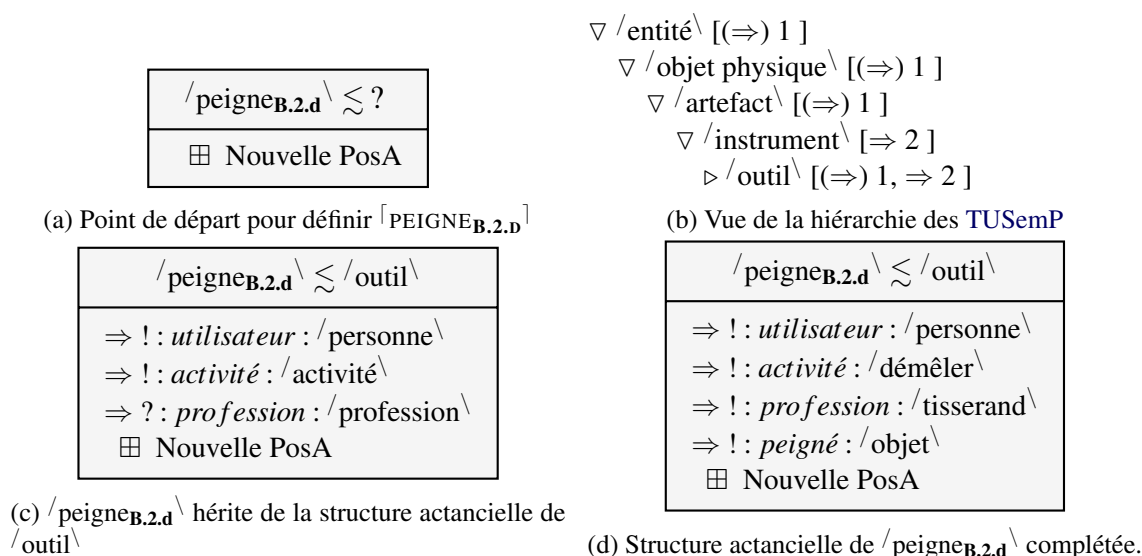 /peigneB.2.d\ ≲ ?
⊞ Nouvelle PosA
(a) Point de départ pour définir ⌈PEIGNEB.2.D⌉
▽ /entité\ [(⇒) 1 ]
▽ /objet physique\ [(⇒) 1 ]
▽ /artefact\ [(⇒) 1 ]
▽ /instrument\ [⇒ 2 ]
▷ /outil\ [(⇒) 1, ⇒ 2 ]
(b) Vue de la hiérarchie des TUSemP
/peigneB.2.d\ ≲ /outil\
⇒ ! : utilisateur : /personne\
⇒ ! : activité : /activité\
⇒ ? : profession : /profession\
⊞ Nouvelle PosA
(c) /peigneB.2.d\ hérite de la structure actancielle de
/outil\
/peigneB.2.d\ ≲ /outil\
⇒ ! : utilisateur : /personne\
⇒ ! : activité : /démêler\
⇒ ! : profession : /tisserand\
⇒ ! : peigné : /objet\
⊞ Nouvelle PosA
(d) Structure actancielle de /peigneB.2.d\ complétée.